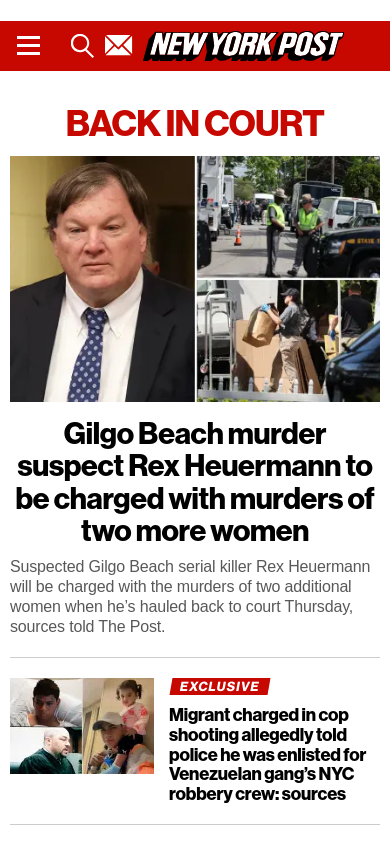 NEW YORK POST
BACK IN COURT
Gilgo Beach murder
suspect Rex Heuermann to
be charged with murders of
two more women
Suspected Gilgo Beach serial killer Rex Heuermann
will be charged with the murders of two additional
women when he’s hauled back to court Thursday,
sources told The Post.
EXCLUSIVE
Migrant charged in cop
shooting allegedly told
police he was enlisted for
Venezuelan gang’s NYC
robbery crew: sources